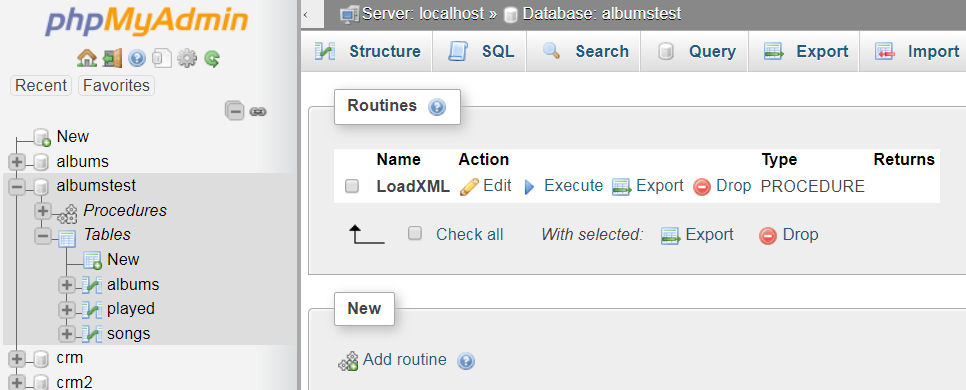 phpMyAdmin
Recent Favorites
New
albums
albumstest
Procedures
Tables
New
albums
played
songs
crm
crm2
Server: localhost » Database: albumstest
Structure SQL Search Query Export Import
Routines
Name Action Type Returns
LoadXML Edit Execute Export Drop PROCEDURE
Check all With selected: Export Drop
New
Add routine